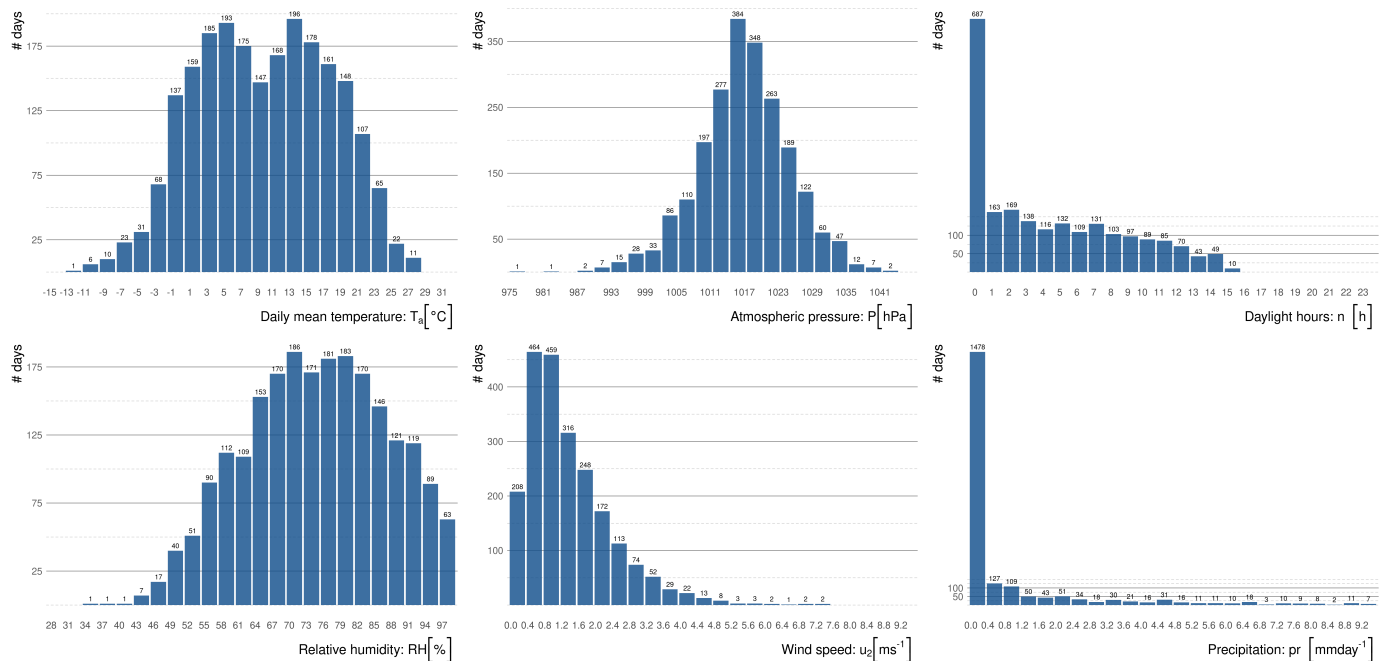 # days
175
125
75
25
1 6 10 23 31 68 137 159 185 193 175 147 168 196 178 161 148 107 65 22 11
-15 -13 -11 -9 -7 -5 -3 -1 1 3 5 7 9 11 13 15 17 19 21 23 25 27 29 31
Daily mean temperature: Ta[°C]
# days
350
250
150
50
1 1 2 7 15 28 33 86 110 197 277 384 348 263 189 122 60 47 12 7 2
975 981 987 993 999 1005 1011 1017 1023 1029 1035 1041
Atmospheric pressure: P[hPa]
# days
100
50
687 163 169 138 116 132 109 131 103 97 89 85 70 43 49 10
0 1 2 3 4 5 6 7 8 9 10 11 12 13 14 15 16 17 18 19 20 21 22 23
Daylight hours: n [h]
# days
175
125
75
25
1 1 1 7 17 40 51 90 112 109 153 170 186 171 181 183 170 146 121 119 89 63
28 31 34 37 40 43 46 49 52 55 58 61 64 67 70 73 76 79 82 85 88 91 94 97
Relative humidity: RH[%]
# days
400
300
200
100
208 464 459 316 248 172 113 74 52 29 22 13 8 3 3 2 1 2 2
0.0 0.4 0.8 1.2 1.6 2.0 2.4 2.8 3.2 3.6 4.0 4.4 4.8 5.2 5.6 6.0 6.4 6.8 7.2 7.6 8.0 8.4 8.8 9.2
Wind speed: u2[ms-1]
# days
100
50
1478 127 109 50 43 51 34 18 30 21 16 31 16 11 11 10 18 3 10 9 8 2 11 7
0.0 0.4 0.8 1.2 1.6 2.0 2.4 2.8 3.2 3.6 4.0 4.4 4.8 5.2 5.6 6.0 6.4 6.8 7.2 7.6 8.0 8.4 8.8 9.2
Precipitation: pr [mmday-1]